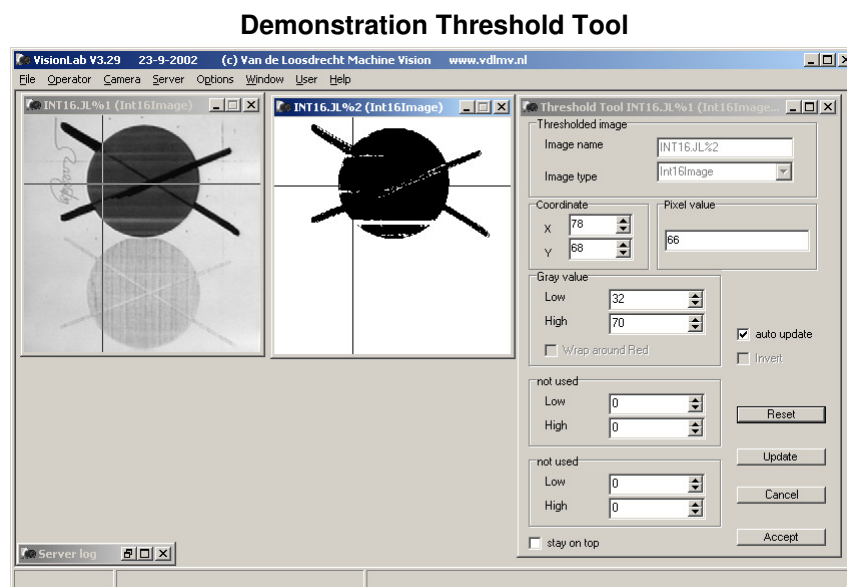 Demonstration Threshold Tool
VisionLab V3.29 23-9-2002 (c) Van de Loosdrecht Machine Vision www.vdlmv.nl
File Operator Camera Server Options Window User Help
INT16.JL%1 (Int16Image)
INT16.JL%2 (Int16Image)
Threshold Tool INT16.JL%1 (Int16Image...
Thresholded image
Image name INT16.JL%2
Image type Int16Image
Coordinate
X 78
Y 68
Pixel value
66
Gray value
Low 32
High 70
Wrap around Red
auto update
Invert
not used
Low 0
High 0
Reset
Update
not used
Low 0
High 0
Cancel
Accept
stay on top
Server log